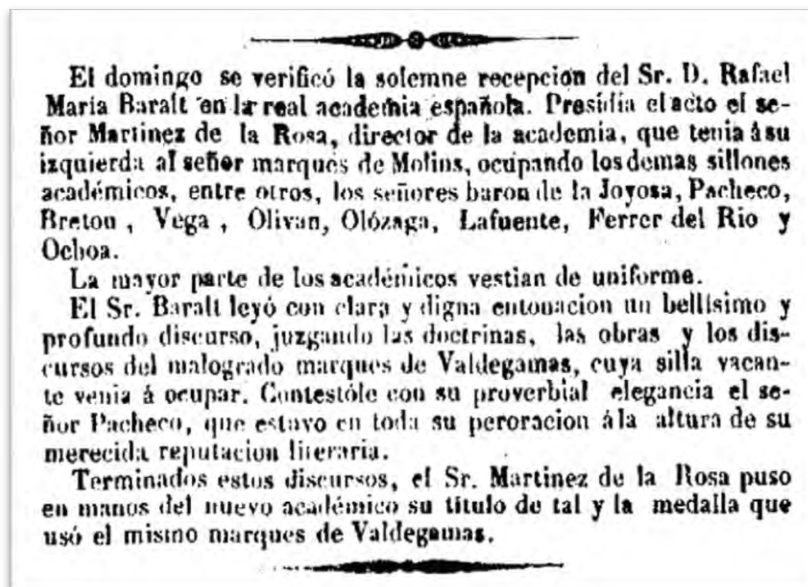 El domingo se verificó la solemne recepcion del Sr. D. Rafael
Maria Baralt en la real academia española. Presidia el acto el se-
ñor Martinez de la Rosa, director de la academia, que tenia á su
izquierda al señor marques de Molins, ocupando los demas sillones
académicos, entre otros, los señores baron de la Joyosa, Pacheco,
Breton, Vega, Olivan, Olózaga, Lafuente, Ferrer del Rio y
Ochoa.
La mayor parte de los académicos vestian de uniforme.
El Sr. Baralt leyó con clara y digna entonacion un bellísimo y
profundo discurso, juzgando las doctrinas, las obras y los dis-
cursos del malogrado marques de Valdegamas, cuya silla vacan-
te venia á ocupar. Contestóle con su proverbial elegancia el se-
ñor Pacheco, que estuvo en toda su peroracion á la altura de su
merecida reputacion literaria.
Terminados estos discursos, el Sr. Martinez de la Rosa puso
en manos del nuevo académico su título de tal y la medalla que
usó el mismo marques de Valdegamas.